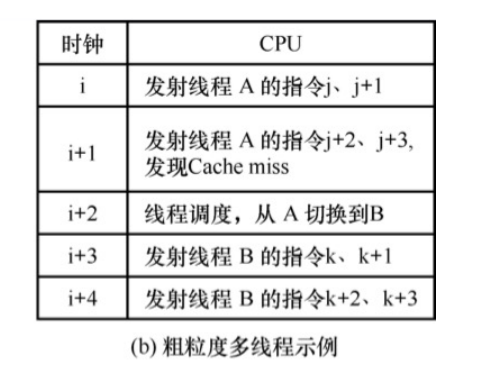 时钟 CPU
i 发射线程 A 的指令j、j+1
i+1 发射线程 A 的指令j+2、j+3,
发现Cache miss
i+2 线程调度，从 A 切换到B
i+3 发射线程 B 的指令k、k+1
i+4 发射线程 B 的指令k+2、k+3
(b) 粗粒度多线程示例